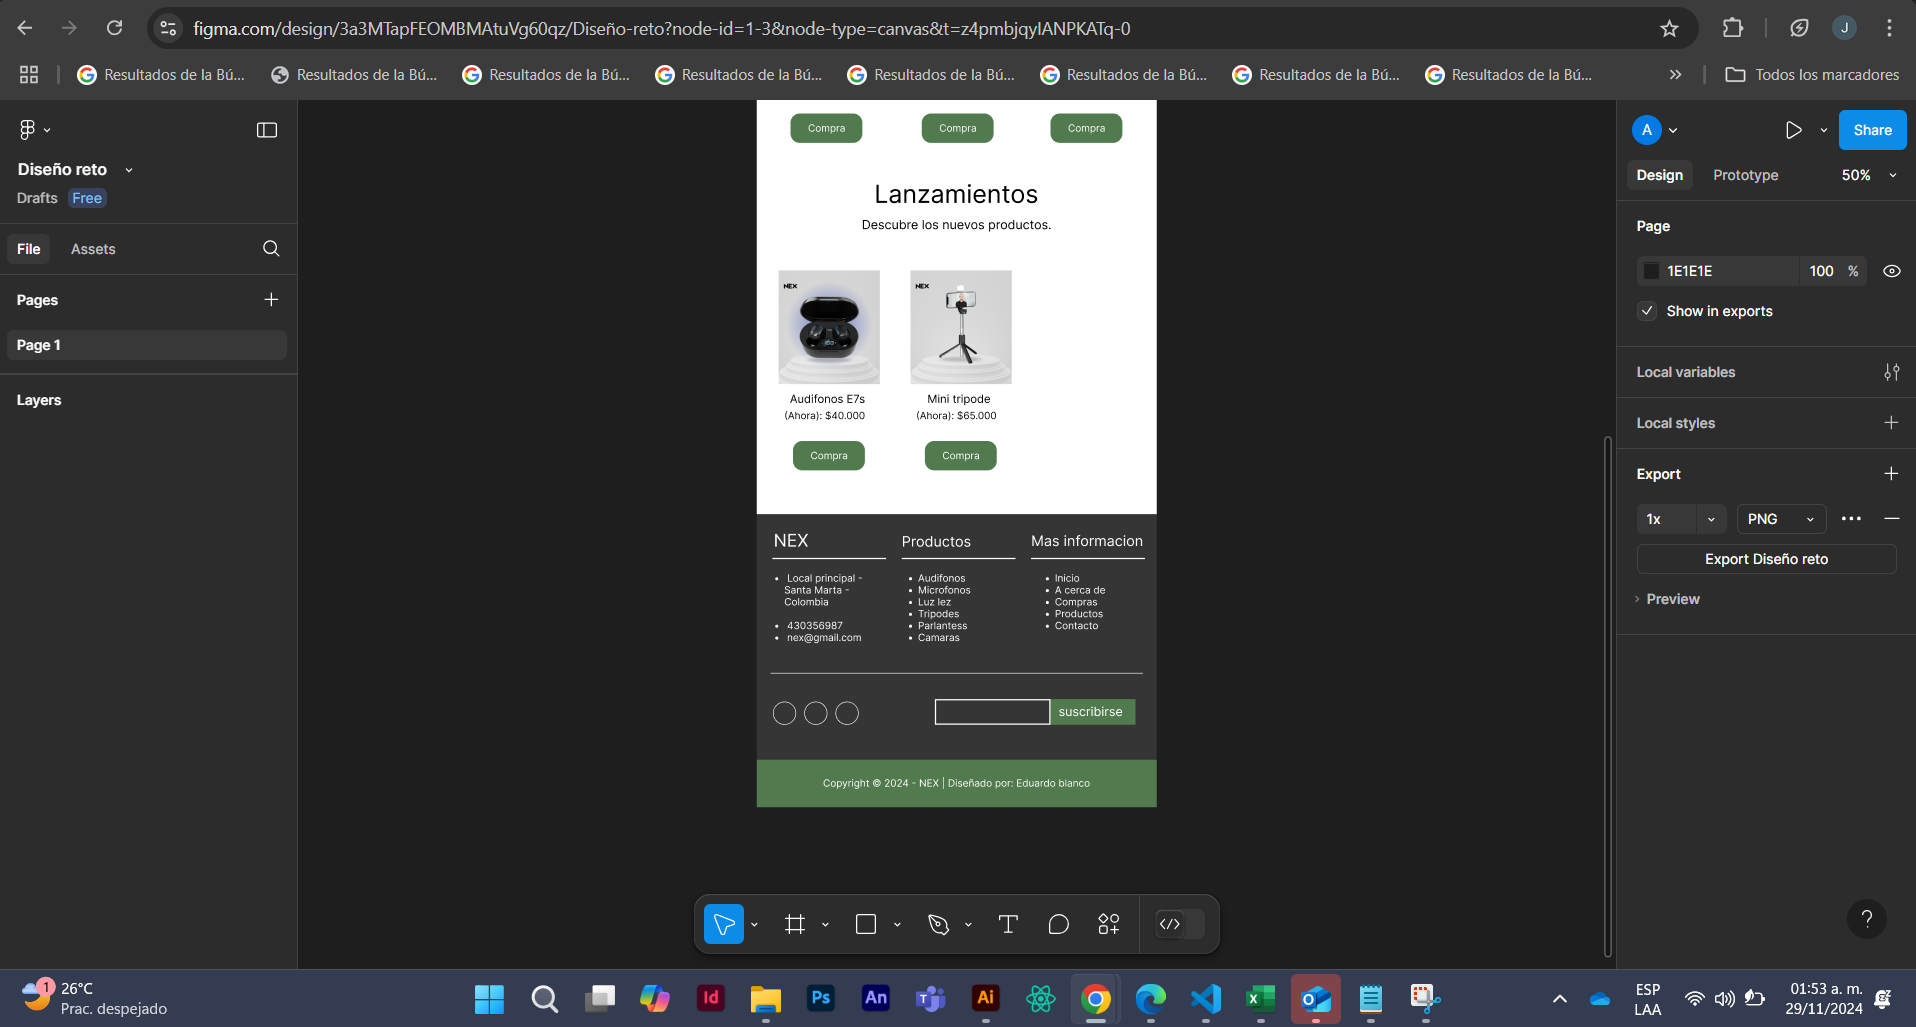 figma.com/design/3a3MTapFEOMBMAtuVg60qz/Diseño-reto?node-id=1-3&node-type=canvas&t=z4pmbjqyIANPKATq-0
J
Resultados de la Bú...
Resultados de la Bú...
Resultados de la Bú...
Resultados de la Bú...
Resultados de la Bú...
Resultados de la Bú...
Resultados de la Bú...
Resultados de la Bú...
Todos los marcadores
Diseño reto
Drafts Free
File Assets
Pages
Page 1
Layers
Compra Compra Compra
Lanzamientos
Descubre los nuevos productos.
NEX NEX
Audifonos E7s Mini tripode
(Ahora): $40.000 (Ahora): $65.000
Compra Compra
NEX
• Local principal -
Santa Marta -
Colombia
• 430356987
• nex@gmail.com
Productos
• Audifonos
• Microfonos
• Luz lez
• Tripodes
• Parlantess
• Camaras
Mas informacion
• Inicio
• A cerca de
• Compras
• Productos
• Contacto
suscribirse
Copyright © 2024 - NEX | Diseñado por: Eduardo blanco
A Share
Design Prototype 50%
Page
1E1E1E 100 %
Show in exports
Local variables
Local styles
Export
1x PNG
Export Diseño reto
Preview
?
1
26°C
Prac. despejado
Id
Ps
An
T
Ai
X
O
ESP
LAA
01:53 a. m.
29/11/2024